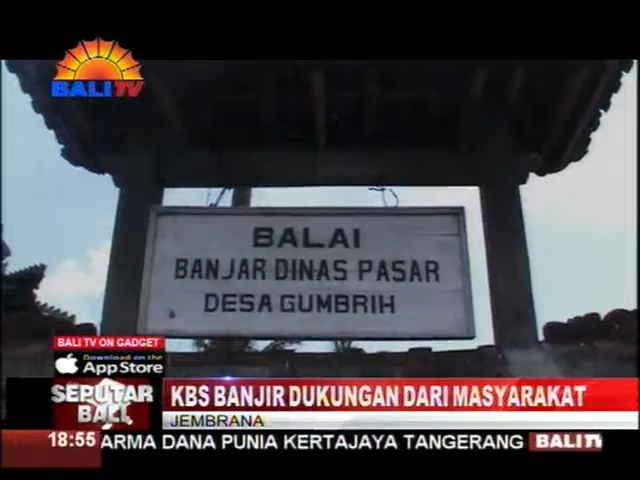 BALI TV
BALAI
BANJAR DINAS PASAR
DESA GUMBRIH
BALI TV ON GADGET
Download on the
App Store
SEPUTAR
BALI
KBS BANJIR DUKUNGAN DARI MASYARAKAT
JEMBRANA
18:55 ARMA DANA PUNIA KERTAJAYA TANGERANG BALI TV